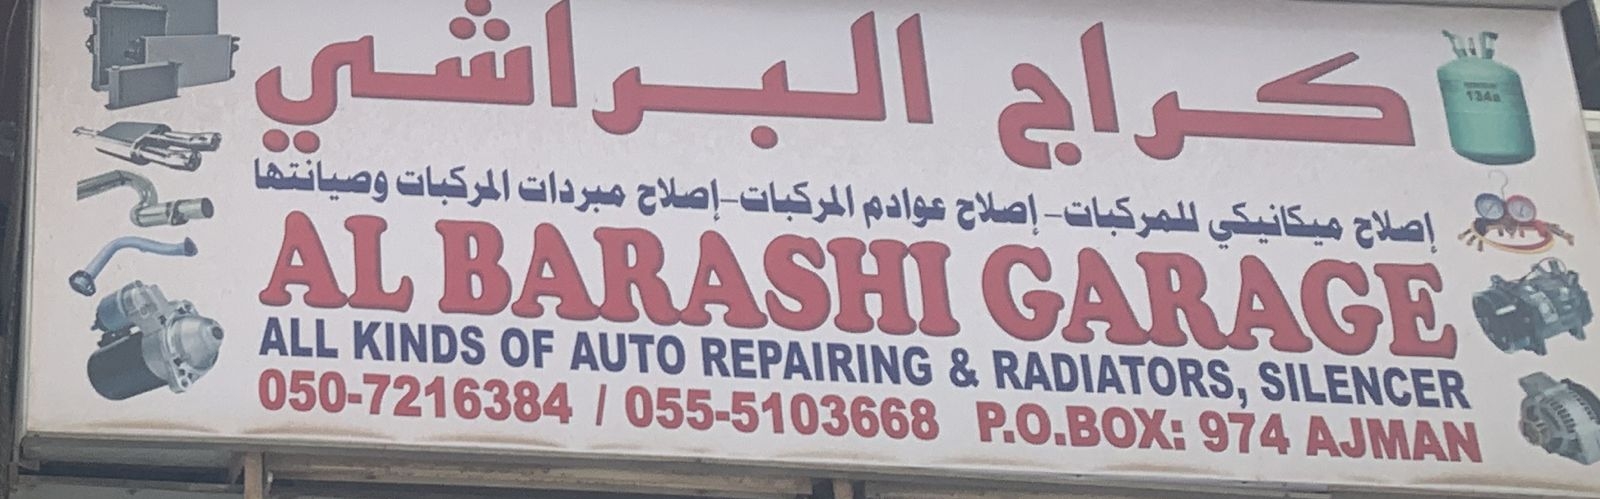 كراج البراشي
إصلاح ميكانيكي للمركبات - إصلاح عوادم المركبات - إصلاح مبردات المركبات وصيانتها
AL BARASHI GARAGE
ALL KINDS OF AUTO REPAIRING & RADIATORS, SILENCER
050-7216384 / 055-5103668 P.O.BOX: 974 AJMAN
134a